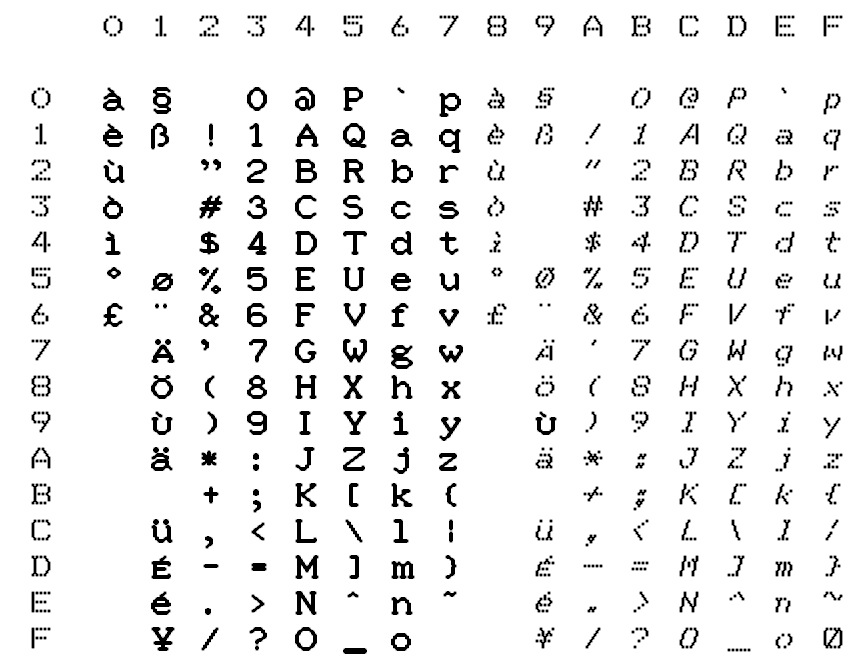 0 1 2 3 4 5 6 7 8 9 A B C D E F
0 à § 0 @ P ` p à § 0 @ P ` p
1 è ß ! 1 A Q a q è ß ! 1 A Q a q
2 ù ” 2 B R b r ù " 2 B R b r
3 ò # 3 C S c s ò # 3 C S c s
4 ì $ 4 D T d t ì $ 4 D T d t
5 ° ø % 5 E U e u ° Ø % 5 E U e u
6 £ ¨ & 6 F V f v £ ¨ & 6 F V f v
7 Ä ’ 7 G W g w Ä ' 7 G W g w
8 Ö ( 8 H X h x ö ( 8 H X h x
9 Ù ) 9 I Y i y Ù ) 9 I Y i y
A ä * : J Z j z ä * : J Z j z
B + ; K [ k { + ; K [ k {
C ü , < L \ l ¦ ü , < L \ l /
D É - = M ] m } É - = M ] m }
E é . > N ^ n ~ é . > N ^ n ~
F ¥ / ? O _ o ¥ / ? O _ o Ø